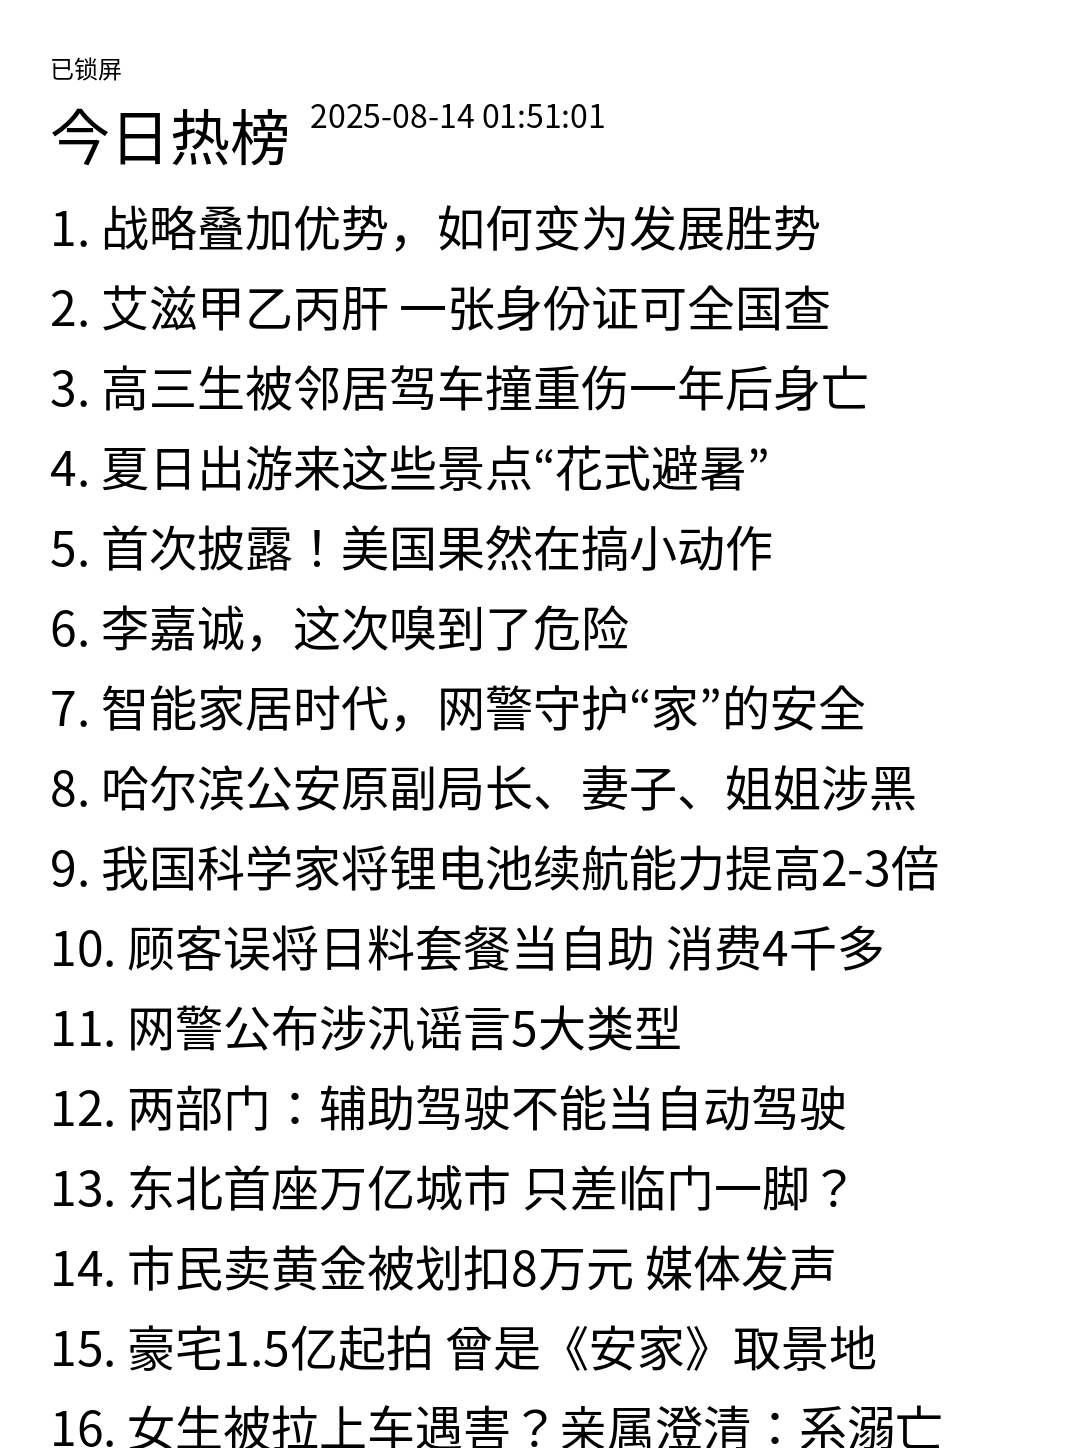 已锁屏
今日热榜 2025-08-14 01:51:01
1. 战略叠加优势，如何变为发展胜势
2. 艾滋甲乙丙肝 一张身份证可全国查
3. 高三生被邻居驾车撞重伤一年后身亡
4. 夏日出游来这些景点“花式避暑”
5. 首次披露！美国果然在搞小动作
6. 李嘉诚，这次嗅到了危险
7. 智能家居时代，网警守护“家”的安全
8. 哈尔滨公安原副局长、妻子、姐姐涉黑
9. 我国科学家将锂电池续航能力提高2-3倍
10. 顾客误将日料套餐当自助 消费4千多
11. 网警公布涉汛谣言5大类型
12. 两部门：辅助驾驶不能当自动驾驶
13. 东北首座万亿城市 只差临门一脚？
14. 市民卖黄金被划扣8万元 媒体发声
15. 豪宅1.5亿起拍 曾是《安家》取景地
16. 女生被拉上车遇害？亲属澄清：系溺亡